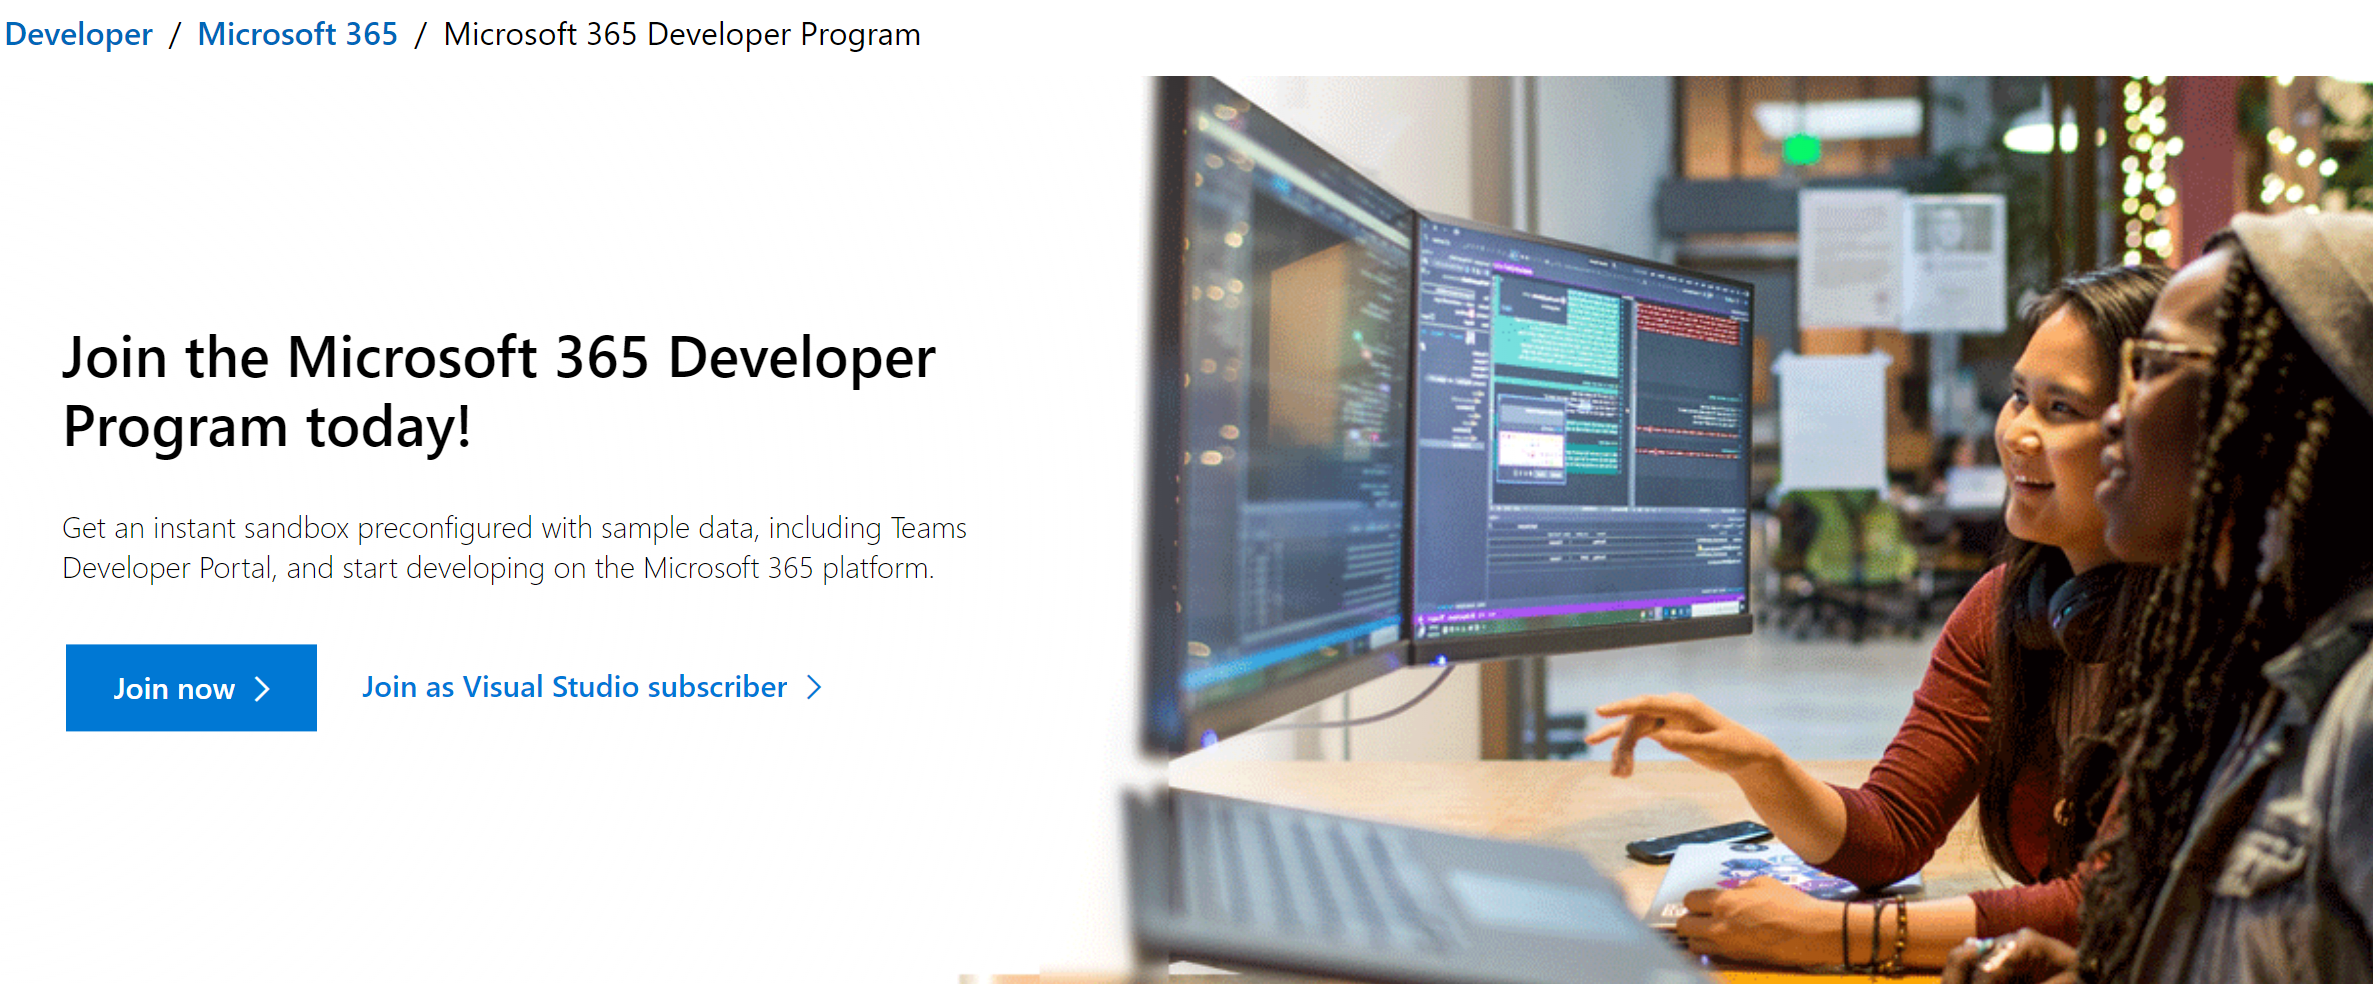 Developer / Microsoft 365 / Microsoft 365 Developer Program
Join the Microsoft 365 Developer
Program today!
Get an instant sandbox preconfigured with sample data, including Teams
Developer Portal, and start developing on the Microsoft 365 platform.
Join now
Join as Visual Studio subscriber